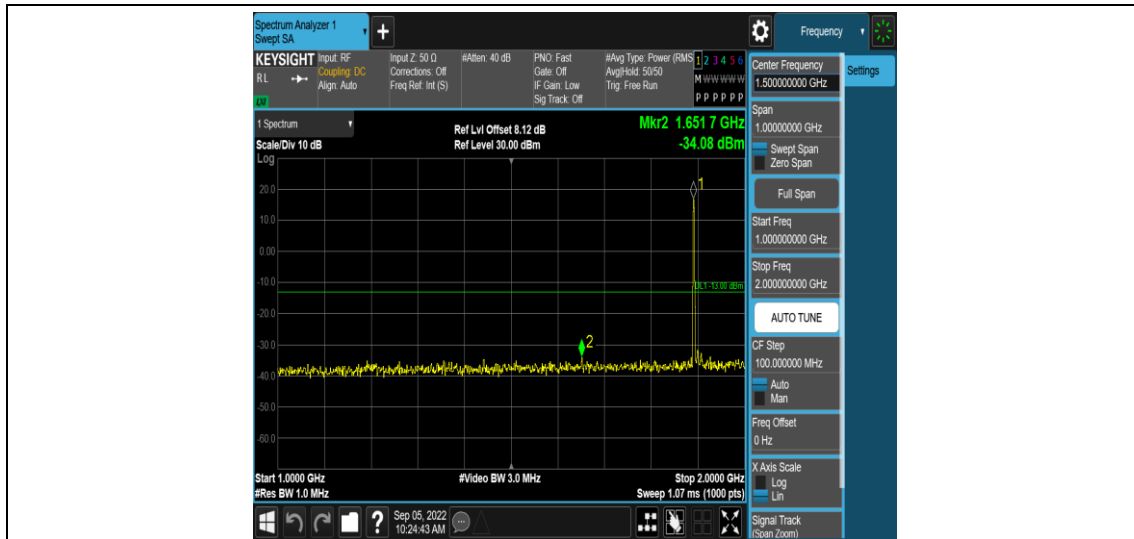 Spectrum Analyzer 1
Swept SA
+
Frequency
KEYSIGHT
RL
LXI
Input: RF
Coupling: DC
Align: Auto
Input Z: 50 Ω
Corrections: Off
Freq Ref: Int (S)
#Atten: 40 dB
PNO: Fast
Gate: Off
IF Gain: Low
Sig Track: Off
#Avg Type: Power (RMS
Avg|Hold: 50/50
Trig: Free Run
1 2 3 4 5 6
M W W W W W
P P P P P P
1 Spectrum
Scale/Div 10 dB
Ref Lvl Offset 8.12 dB
Ref Level 30.00 dBm
Mkr2 1.651 7 GHz
-34.08 dBm
Log
20.0
10.0
0.00
-10.0
-20.0
-30.0
-40.0
-50.0
-60.0
1
DL1 -13.00 dBm
2
Start 1.0000 GHz
#Res BW 1.0 MHz
#Video BW 3.0 MHz
Stop 2.0000 GHz
Sweep 1.07 ms (1000 pts)
Center Frequency
1.500000000 GHz
Span
1.00000000 GHz
Swept Span
Zero Span
Full Span
Start Freq
1.000000000 GHz
Stop Freq
2.000000000 GHz
AUTO TUNE
CF Step
100.000000 MHz
Auto
Man
Freq Offset
0 Hz
X Axis Scale
Log
Lin
Signal Track
(Span Zoom)
Settings
?
Sep 05, 2022
10:24:43 AM